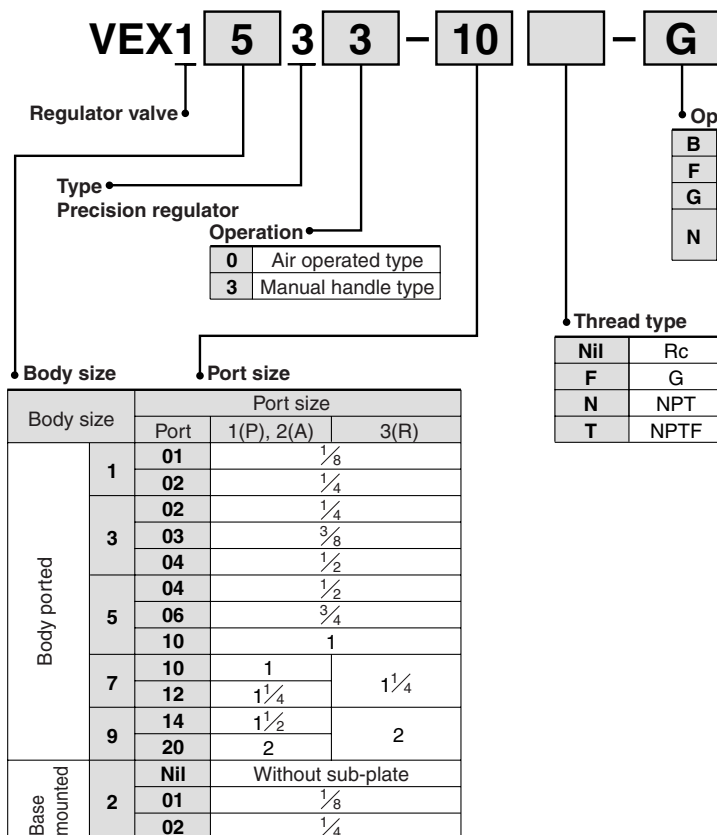 VEX1 5 3 3 – 10 – G
Regulator valve
Type
Precision regulator
Operation
0 Air operated type
3 Manual handle type
Op
B
F
G
N
Thread type
Nil Rc
F G
N NPT
T NPTF
Body size
Port size
Body size Port size
Port 1(P), 2(A) 3(R)
Body ported
1 01 1/8
02 1/4
3 02 1/4
03 3/8
04 1/2
5 04 1/2
06 3/4
10 1
7 10 1 1 1/4
12 1 1/4
9 14 1 1/2 2
20 2
Base mounted
2 Nil Without sub-plate
01 1/8
02 1/4